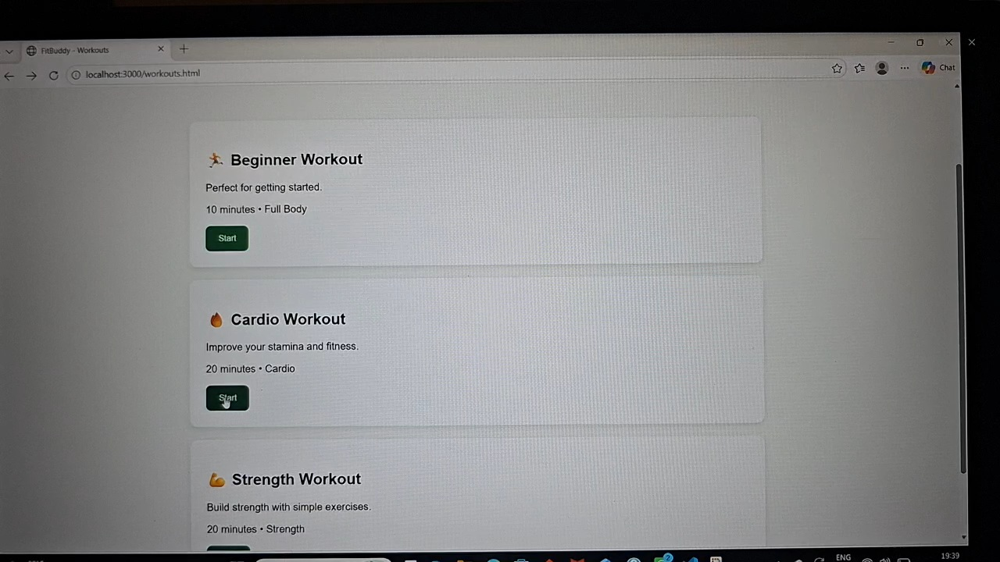 FitBuddy - Workouts
localhost:3000/workouts.html
Chat
Beginner Workout
Perfect for getting started.
10 minutes • Full Body
Start
Cardio Workout
Improve your stamina and fitness.
20 minutes • Cardio
Start
Strength Workout
Build strength with simple exercises.
20 minutes • Strength
ENG
19:39